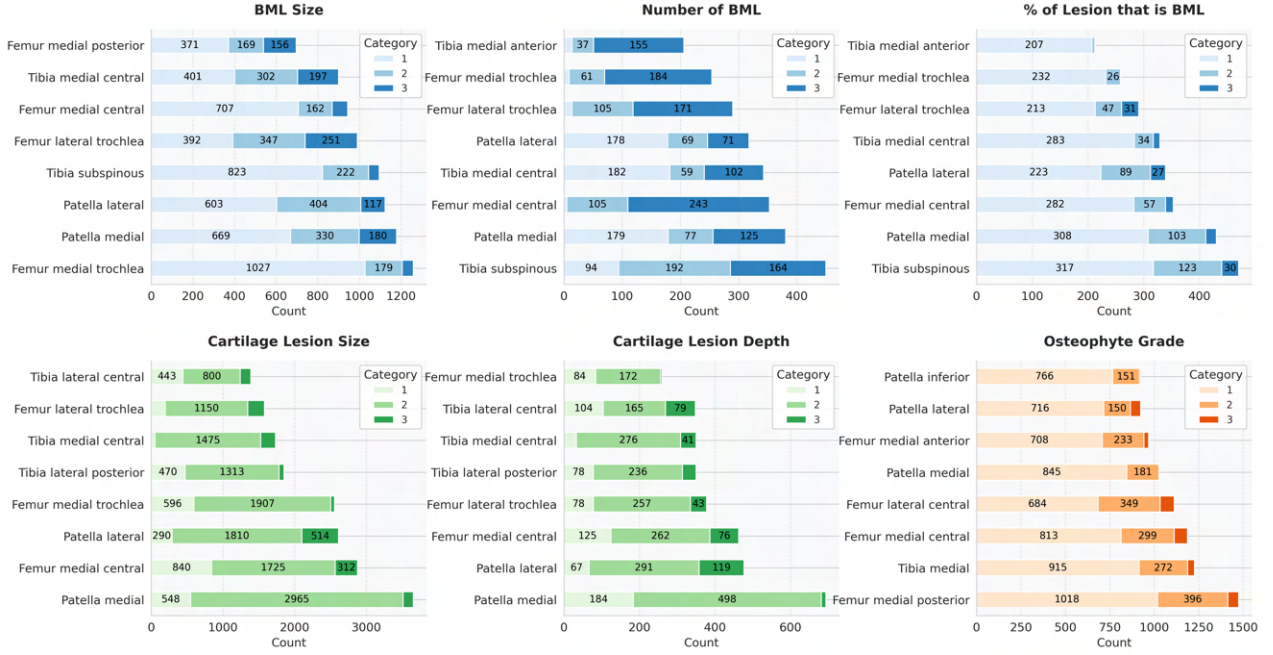 BML Size
Femur medial posterior 371 169 156
Tibia medial central 401 302 197
Femur medial central 707 162
Femur lateral trochlea 392 347 251
Tibia subspinous 823 222
Patella lateral 603 404 117
Patella medial 669 330 180
Femur medial trochlea 1027 179
0 200 400 600 800 1000 1200
Count
Category
1
2
3
Number of BML
Tibia medial anterior 37 155
Femur medial trochlea 61 184
Femur lateral trochlea 105 171
Patella lateral 178 69 71
Tibia medial central 182 59 102
Femur medial central 105 243
Patella medial 179 77 125
Tibia subspinous 94 192 164
0 100 200 300 400
Count
Category
1
2
3
% of Lesion that is BML
Tibia medial anterior 207
Femur medial trochlea 232 26
Femur lateral trochlea 213 47 31
Tibia medial central 283 34
Patella lateral 223 89 27
Femur medial central 282 57
Patella medial 308 103
Tibia subspinous 317 123 30
0 100 200 300 400
Count
Category
1
2
3
Cartilage Lesion Size
Tibia lateral central 443 800
Femur lateral trochlea 1150
Tibia medial central 1475
Tibia lateral posterior 470 1313
Femur medial trochlea 596 1907
Patella lateral 290 1810 514
Femur medial central 840 1725 312
Patella medial 548 2965
0 1000 2000 3000
Count
Category
1
2
3
Cartilage Lesion Depth
Femur medial trochlea 84 172
Tibia lateral central 104 165 79
Tibia medial central 276 41
Tibia lateral posterior 78 236
Femur lateral trochlea 78 257 43
Femur medial central 125 262 76
Patella lateral 67 291 119
Patella medial 184 498
0 200 400 600
Count
Category
1
2
3
Osteophyte Grade
Patella inferior 766 151
Patella lateral 716 150
Femur medial anterior 708 233
Patella medial 845 181
Femur lateral central 684 349
Femur medial central 813 299
Tibia medial 915 272
Femur medial posterior 1018 396
0 250 500 750 1000 1250 1500
Count
Category
1
2
3